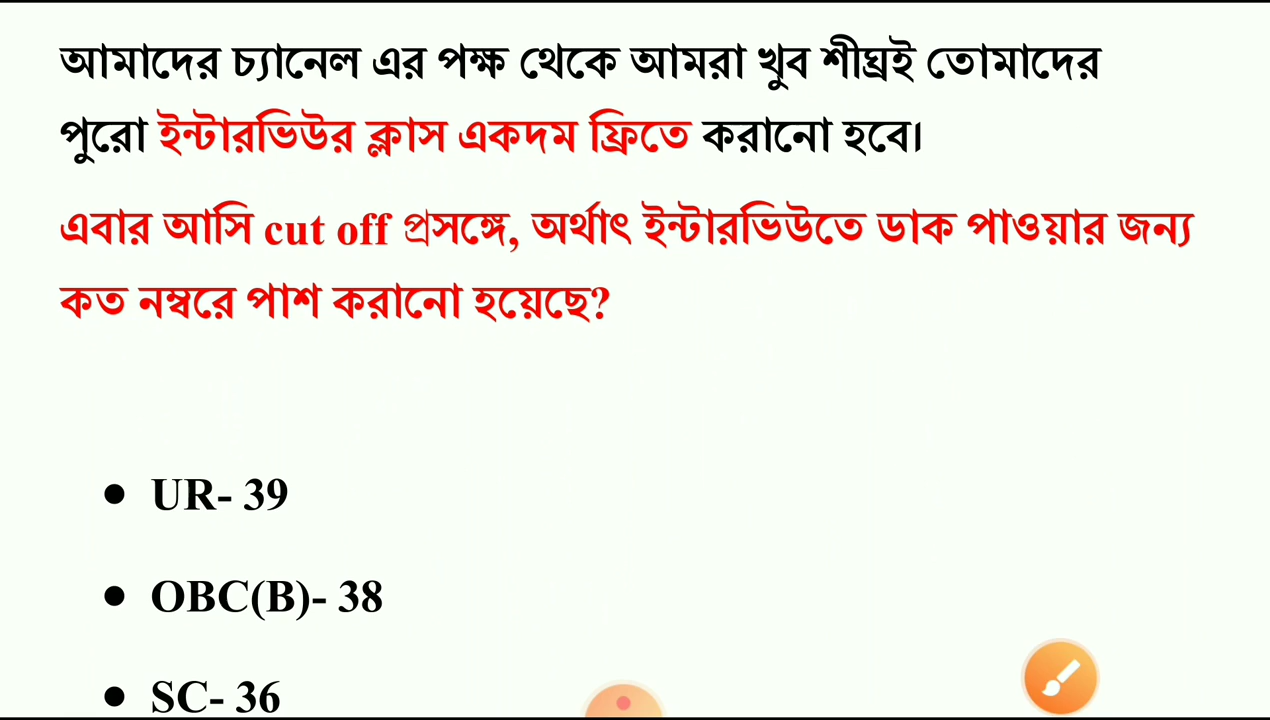 আমাদের চ্যানেল এর পক্ষ থেকে আমরা খুব শীঘ্রই তোমাদের
পুরো ইন্টারভিউর ক্লাস একদম ফ্রিতে করানো হবে।
এবার আসি cut off প্রসঙ্গে, অর্থাৎ ইন্টারভিউতে ডাক পাওয়ার জন্য
কত নম্বরে পাশ করানো হয়েছে?
• UR- 39
• OBC(B)- 38
• SC- 36